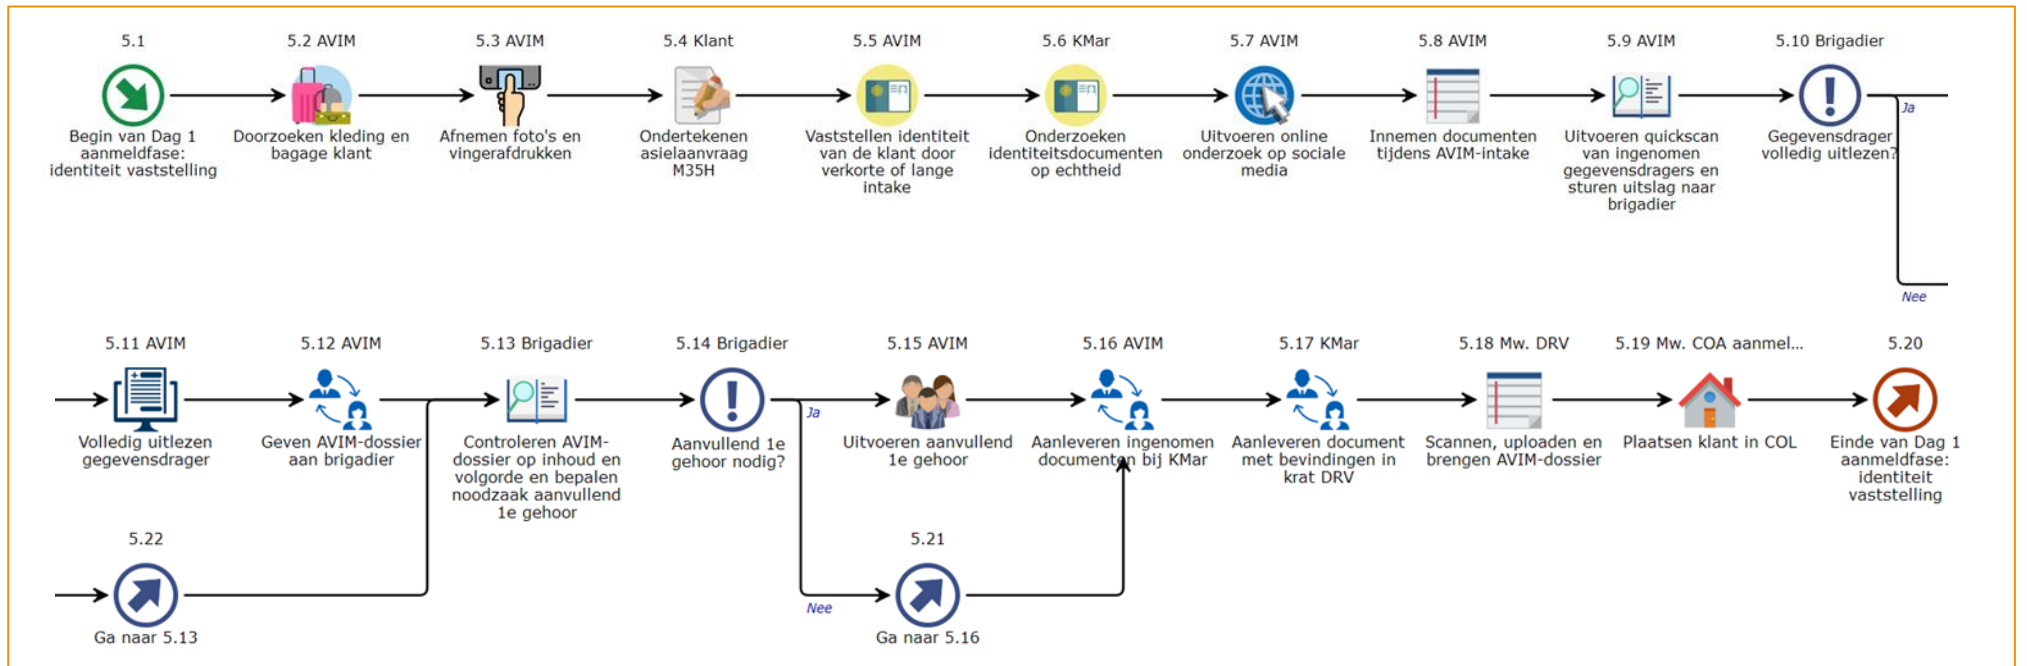 5.1
Begin van Dag 1
aanmeldfase:
identiteit vaststelling
5.2 AVIM
Doorzoeken kleding en
bagage klant
5.3 AVIM
Afnemen foto's en
vingerafdrukken
5.4 Klant
Ondertekenen
asielaanvraag
M35H
5.5 AVIM
Vaststellen identiteit
van de klant door
verkorte of lange
intake
5.6 KMar
Onderzoeken
identiteitsdocumenten
op echtheid
5.7 AVIM
Uitvoeren online
onderzoek op sociale
media
5.8 AVIM
Innemen documenten
tijdens AVIM-intake
5.9 AVIM
Uitvoeren quickscan
van ingenomen
gegevensdragers en
sturen uitslag naar
brigadier
5.10 Brigadier
Gegevensdrager
volledig uitlezen?
Ja
Nee
5.11 AVIM
Volledig uitlezen
gegevensdrager
5.12 AVIM
Geven AVIM-dossier
aan brigadier
5.13 Brigadier
Controleren AVIM-
dossier op inhoud en
volgorde en bepalen
noodzaak aanvullend
1e gehoor
5.14 Brigadier
Aanvullend 1e
gehoor nodig?
Ja
Nee
5.15 AVIM
Uitvoeren aanvullend
1e gehoor
5.16 AVIM
Aanleveren ingenomen
documenten bij KMar
5.17 KMar
Aanleveren document
met bevindingen in
krat DRV
5.18 Mw. DRV
Scannen, uploaden en
brengen AVIM-dossier
5.19 Mw. COA aanmel...
Plaatsen klant in COL
5.20
Einde van Dag 1
aanmeldfase:
identiteit
vaststelling
5.22
Ga naar 5.13
5.21
Ga naar 5.16